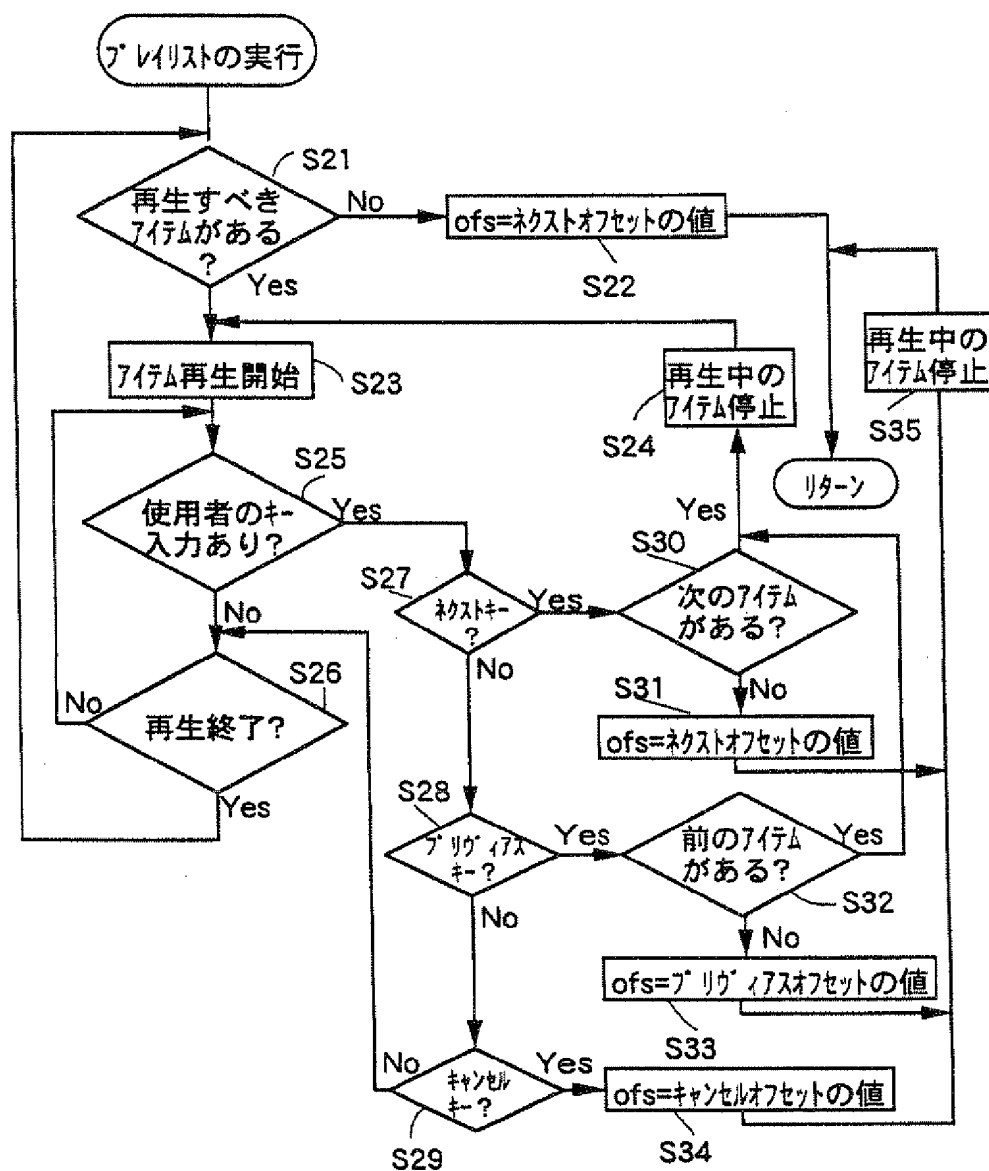 プレイリストの実行
S21
再生すべき
アイテムがある
?
No
ofs=ネクストオフセットの値
S22
Yes
アイテム再生開始
S23
再生中の
アイテム停止
S24
再生中の
アイテム停止
S35
リターン
S25
使用者のキー
入力あり?
Yes
No
S26
再生終了?
No
Yes
S27
ネクストキー
?
Yes
No
S30
次のアイテム
がある?
Yes
No
S31
ofs=ネクストオフセットの値
S28
プリヴィアス
キー?
Yes
No
前のアイテム
がある?
Yes
S32
No
ofs=プリヴィアスオフセットの値
S33
キャンセル
キー?
No
Yes
S29
ofs=キャンセルオフセットの値
S34